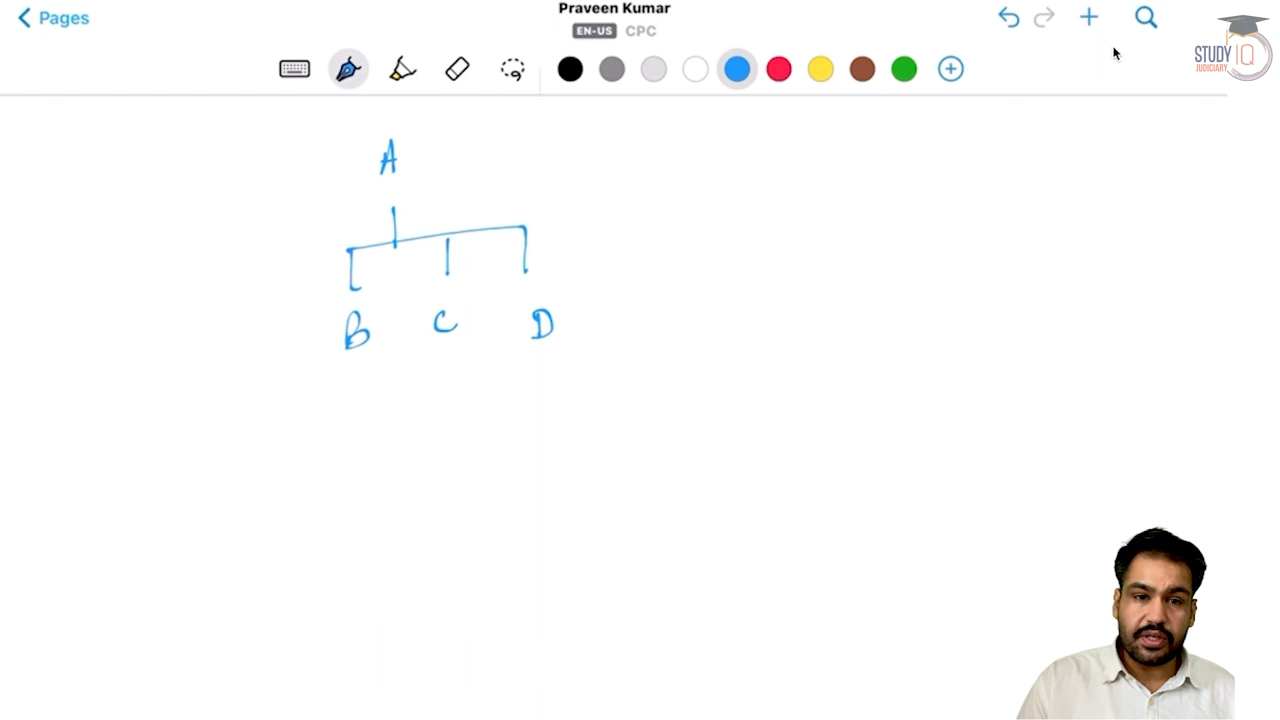 Pages
Praveen Kumar
EN-US CPC
STUDY IQ
JUDICIARY
A
B C D